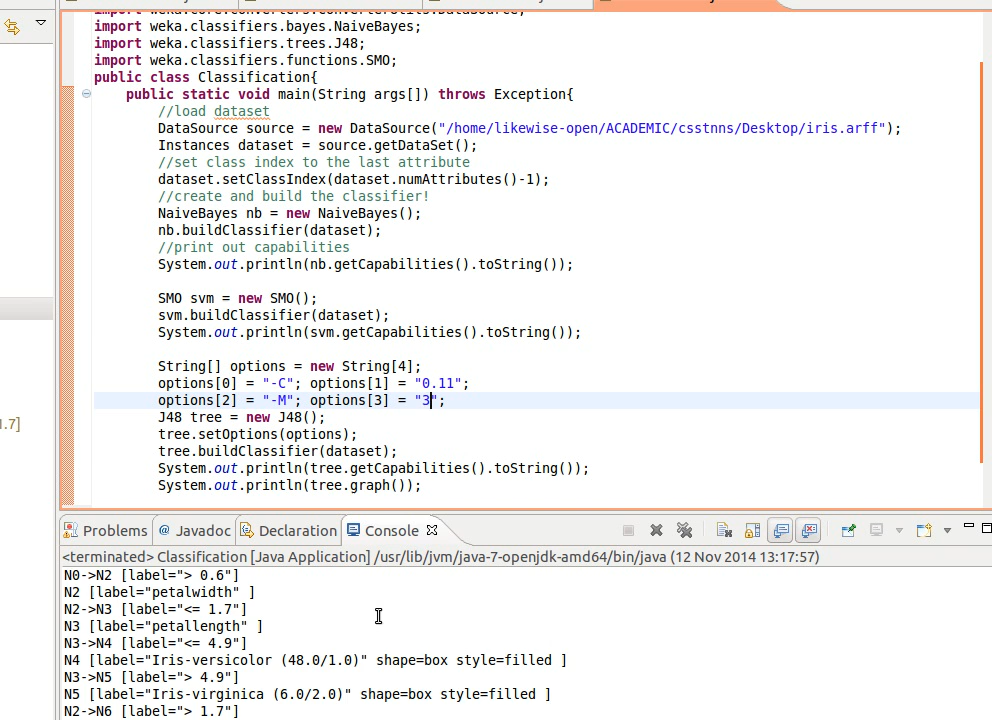 import weka.classifiers.bayes.NaiveBayes;
import weka.classifiers.trees.J48;
import weka.classifiers.functions.SMO;
public class Classification{
    public static void main(String args[]) throws Exception{
        //load dataset
        DataSource source = new DataSource("/home/likewise-open/ACADEMIC/csstnns/Desktop/iris.arff");
        Instances dataset = source.getDataSet();
        //set class index to the last attribute
        dataset.setClassIndex(dataset.numAttributes()-1);
        //create and build the classifier!
        NaiveBayes nb = new NaiveBayes();
        nb.buildClassifier(dataset);
        //print out capabilities
        System.out.println(nb.getCapabilities().toString());
        SMO svm = new SMO();
        svm.buildClassifier(dataset);
        System.out.println(svm.getCapabilities().toString());
        String[] options = new String[4];
        options[0] = "-C"; options[1] = "0.11";
        options[2] = "-M"; options[3] = "3";
        J48 tree = new J48();
        tree.setOptions(options);
        tree.buildClassifier(dataset);
        System.out.println(tree.getCapabilities().toString());
        System.out.println(tree.graph());
1.7]
Problems @ Javadoc Declaration Console
<terminated> Classification [Java Application] /usr/lib/jvm/java-7-openjdk-amd64/bin/java (12 Nov 2014 13:17:57)
N0->N2 [label="> 0.6"]
N2 [label="petalwidth" ]
N2->N3 [label="<= 1.7"]
N3 [label="petallength" ]
N3->N4 [label="<= 4.9"]
N4 [label="Iris-versicolor (48.0/1.0)" shape=box style=filled ]
N3->N5 [label="> 4.9"]
N5 [label="Iris-virginica (6.0/2.0)" shape=box style=filled ]
N2->N6 [label="> 1.7"]